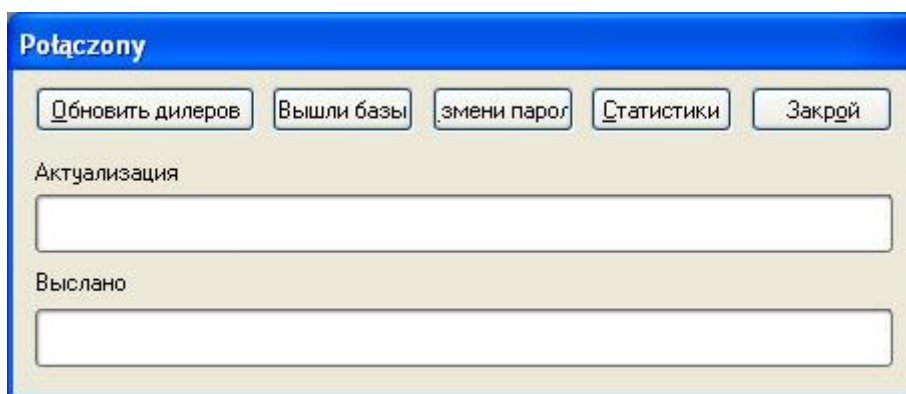 Połączony
Обновить дилеров Вышли базы змени парол Статистики Закрой
Актуализация
Выслано